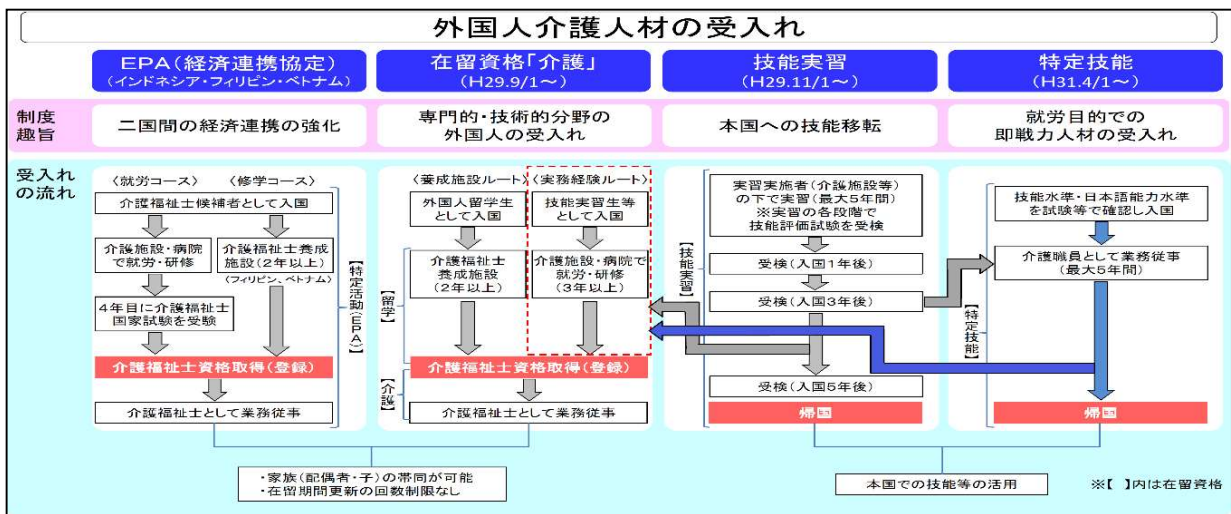 外国人介護人材の受入れ
EPA(経済連携協定)
(インドネシア・フィリピン・ベトナム)
在留資格「介護」
(H29.9/1～)
技能実習
(H29.11/1～)
特定技能
(H31.4/1～)
制度
趣旨
二国間の経済連携の強化
専門的・技術的分野の
外国人の受入れ
本国への技能移転
就労目的での
即戦力人材の受入れ
受入れ
の流れ
〈就労コース〉
〈修学コース〉
介護福祉士候補者として入国
介護施設・病院
で就労・研修
介護福祉士養成
施設(2年以上)
(フィリピン、ベトナム)
4年目に介護福祉士
国家試験を受験
介護福祉士資格取得(登録)
介護福祉士として業務従事
【特定活動(EPA)】
〈養成施設ルート〉
〈実務経験ルート〉
外国人留学生
として入国
技能実習生等
として入国
介護福祉士
養成施設
(2年以上)
介護施設・病院で
就労・研修
(3年以上)
【留学】
介護福祉士資格取得(登録)
【介護】
介護福祉士として業務従事
実習実施者(介護施設等)
の下で実習(最大5年間)
※実習の各段階で
技能評価試験を受検
受検(入国1年後)
【技能実習】
受検(入国3年後)
受検(入国5年後)
帰国
技能水準・日本語能力水準
を試験等で確認し入国
介護職員として業務従事
(最大5年間)
【特定技能】
帰国
・家族(配偶者・子)の帯同が可能
・在留期間更新の回数制限なし
本国での技能等の活用
※【　】内は在留資格